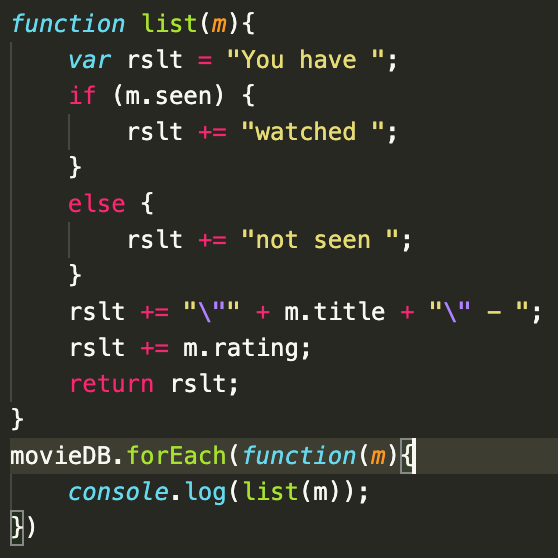 function list(m){
    var rslt = "You have ";
    if (m.seen) {
        rslt += "watched ";
    }
    else {
        rslt += "not seen ";
    }
    rslt += "\"" + m.title + "\" - ";
    rslt += m.rating;
    return rslt;
}
movieDB.forEach(function(m){
    console.log(list(m));
})